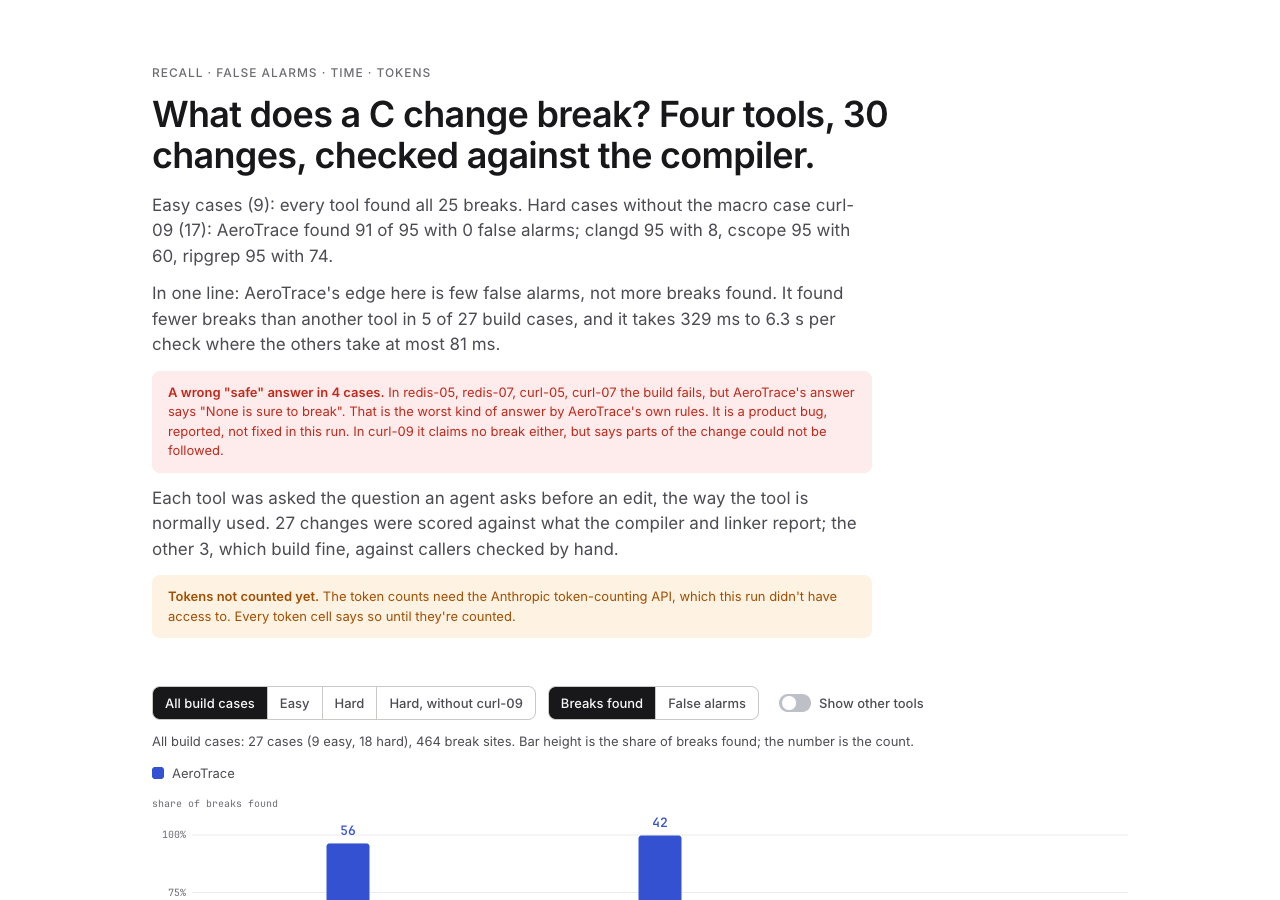 RECALL · FALSE ALARMS · TIME · TOKENS
What does a C change break? Four tools, 30
changes, checked against the compiler.
Easy cases (9): every tool found all 25 breaks. Hard cases without the macro case curl-
09 (17): AeroTrace found 91 of 95 with 0 false alarms; clangd 95 with 8, cscope 95 with
60, ripgrep 95 with 74.
In one line: AeroTrace's edge here is few false alarms, not more breaks found. It found
fewer breaks than another tool in 5 of 27 build cases, and it takes 329 ms to 6.3 s per
check where the others take at most 81 ms.
A wrong "safe" answer in 4 cases. In redis-05, redis-07, curl-05, curl-07 the build fails, but AeroTrace's answer
says "None is sure to break". That is the worst kind of answer by AeroTrace's own rules. It is a product bug,
reported, not fixed in this run. In curl-09 it claims no break either, but says parts of the change could not be
followed.
Each tool was asked the question an agent asks before an edit, the way the tool is
normally used. 27 changes were scored against what the compiler and linker report; the
other 3, which build fine, against callers checked by hand.
Tokens not counted yet. The token counts need the Anthropic token-counting API, which this run didn't have
access to. Every token cell says so until they're counted.
All build cases Easy Hard Hard, without curl-09 Breaks found False alarms Show other tools
All build cases: 27 cases (9 easy, 18 hard), 464 break sites. Bar height is the share of breaks found; the number is the count.
AeroTrace
share of breaks found
56 42
100%
75%